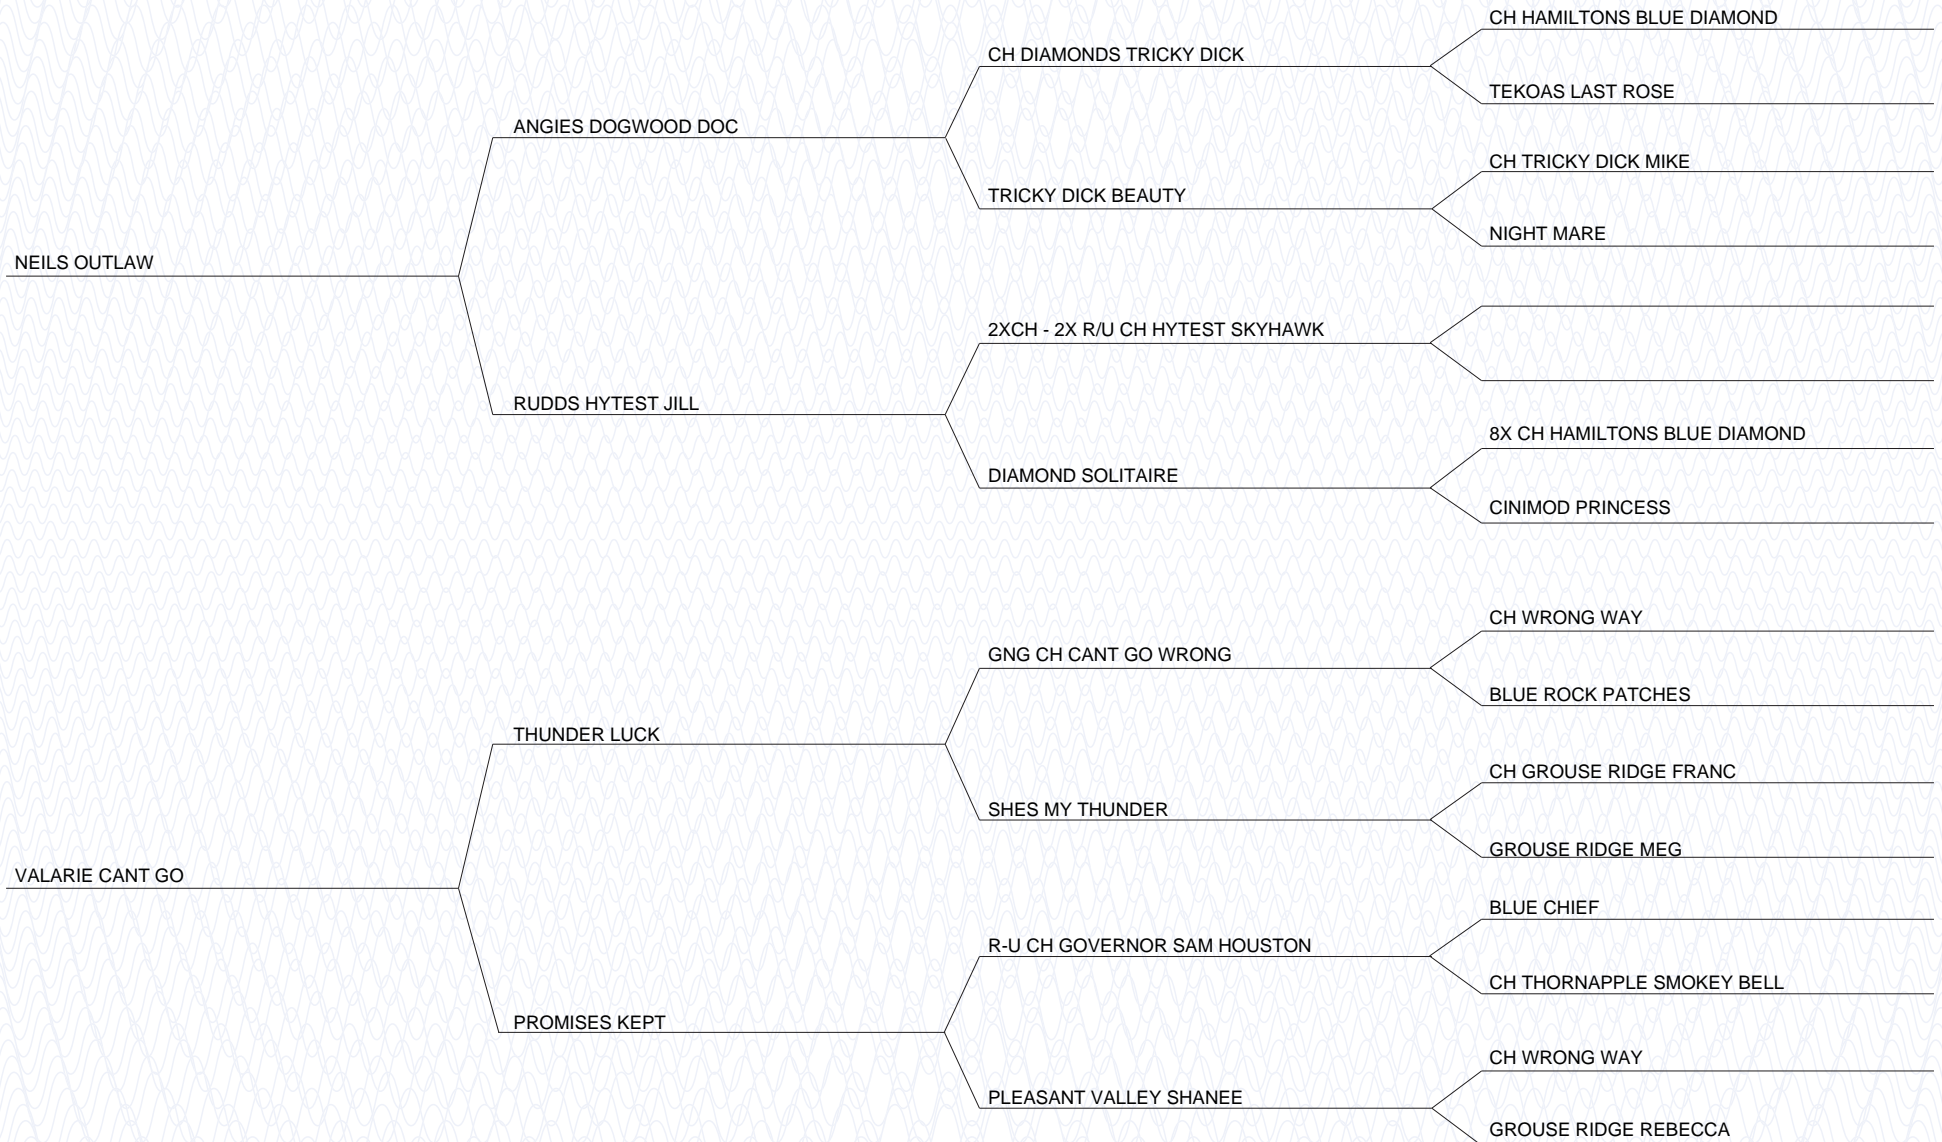 CH HAMILTONS BLUE DIAMOND
CH DIAMONDS TRICKY DICK
TEKOAS LAST ROSE
ANGIES DOGWOOD DOC
CH TRICKY DICK MIKE
TRICKY DICK BEAUTY
NIGHT MARE
NEILS OUTLAW
2XCH - 2X R/U CH HYTEST SKYHAWK
RUDDS HYTEST JILL
8X CH HAMILTONS BLUE DIAMOND
DIAMOND SOLITAIRE
CINIMOD PRINCESS
CH WRONG WAY
GNG CH CANT GO WRONG
BLUE ROCK PATCHES
THUNDER LUCK
CH GROUSE RIDGE FRANC
SHES MY THUNDER
GROUSE RIDGE MEG
VALARIE CANT GO
BLUE CHIEF
R-U CH GOVERNOR SAM HOUSTON
CH THORNAPPLE SMOKEY BELL
PROMISES KEPT
CH WRONG WAY
PLEASANT VALLEY SHANEE
GROUSE RIDGE REBECCA